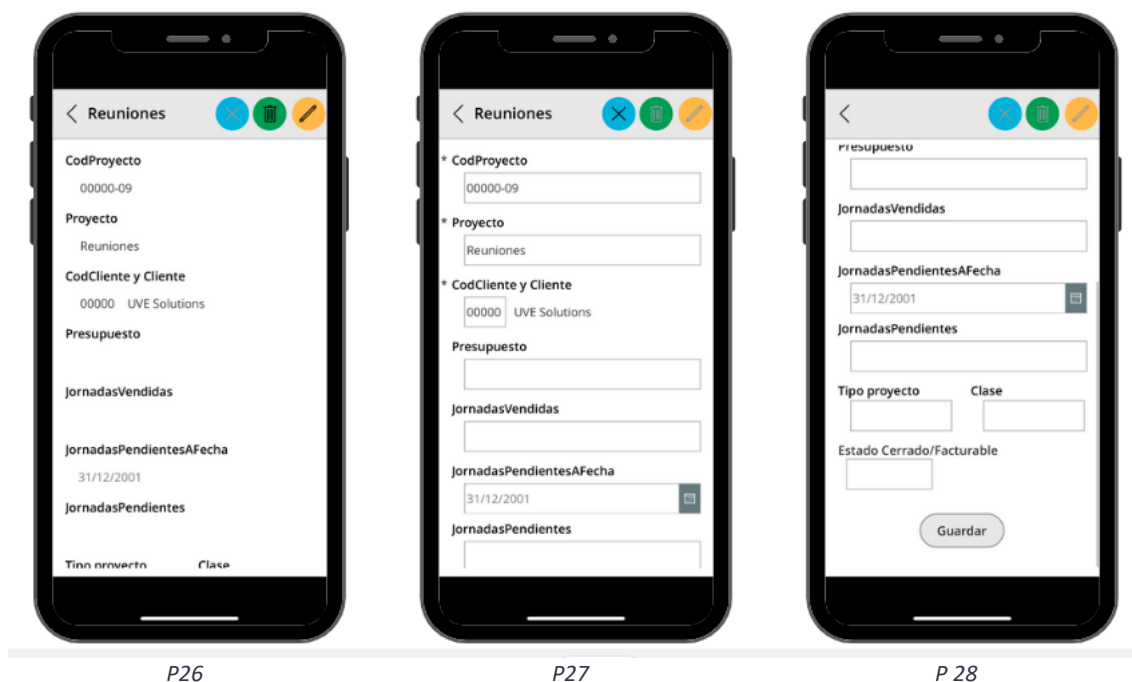 Reuniones
CodProyecto
00000-09
Proyecto
Reuniones
CodCliente y Cliente
00000 UVE Solutions
Presupuesto
JornadasVendidas
JornadasPendientesAFecha
31/12/2001
JornadasPendientes
Tipo proyecto Clase
P26
Reuniones
* CodProyecto
00000-09
* Proyecto
Reuniones
* CodCliente y Cliente
00000 UVE Solutions
Presupuesto
JornadasVendidas
JornadasPendientesAFecha
31/12/2001
JornadasPendientes
P27
Presupuesto
JornadasVendidas
JornadasPendientesAFecha
31/12/2001
JornadasPendientes
Tipo proyecto Clase
Estado Cerrado/Facturable
Guardar
P 28